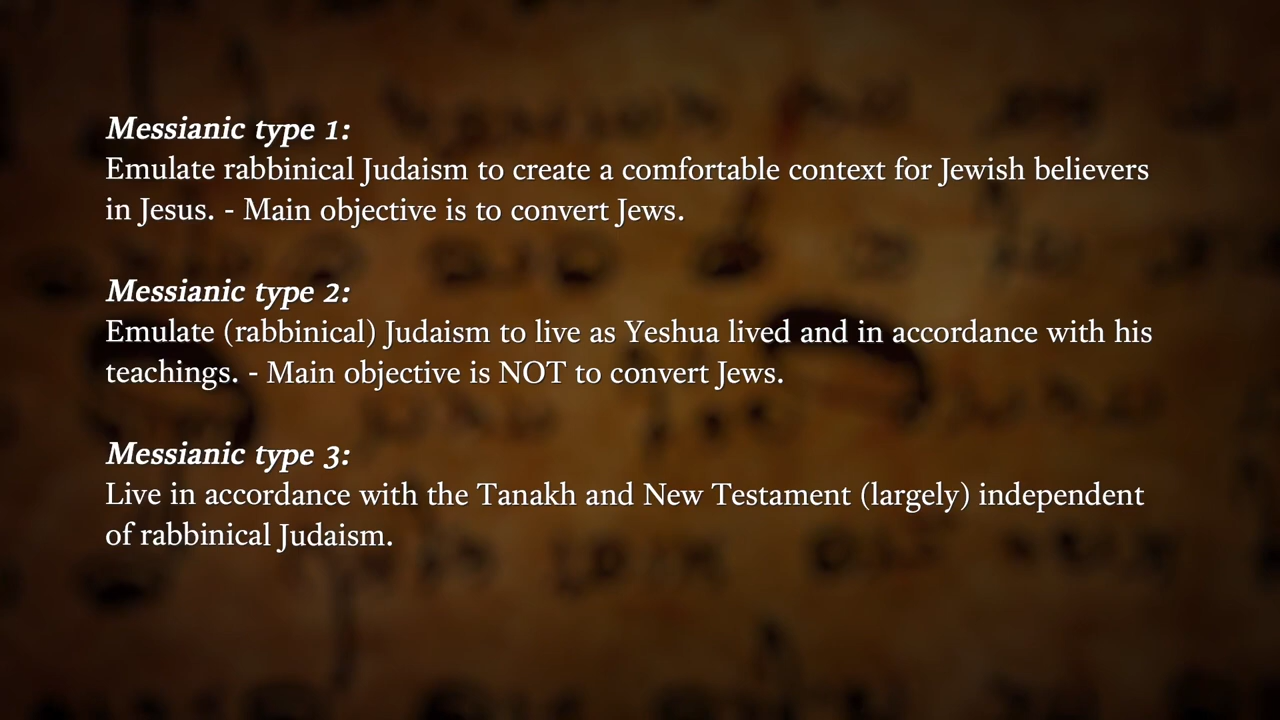 Messianic type 1:
Emulate rabbinical Judaism to create a comfortable context for Jewish believers
in Jesus. - Main objective is to convert Jews.
Messianic type 2:
Emulate (rabbinical) Judaism to live as Yeshua lived and in accordance with his
teachings. - Main objective is NOT to convert Jews.
Messianic type 3:
Live in accordance with the Tanakh and New Testament (largely) independent
of rabbinical Judaism.